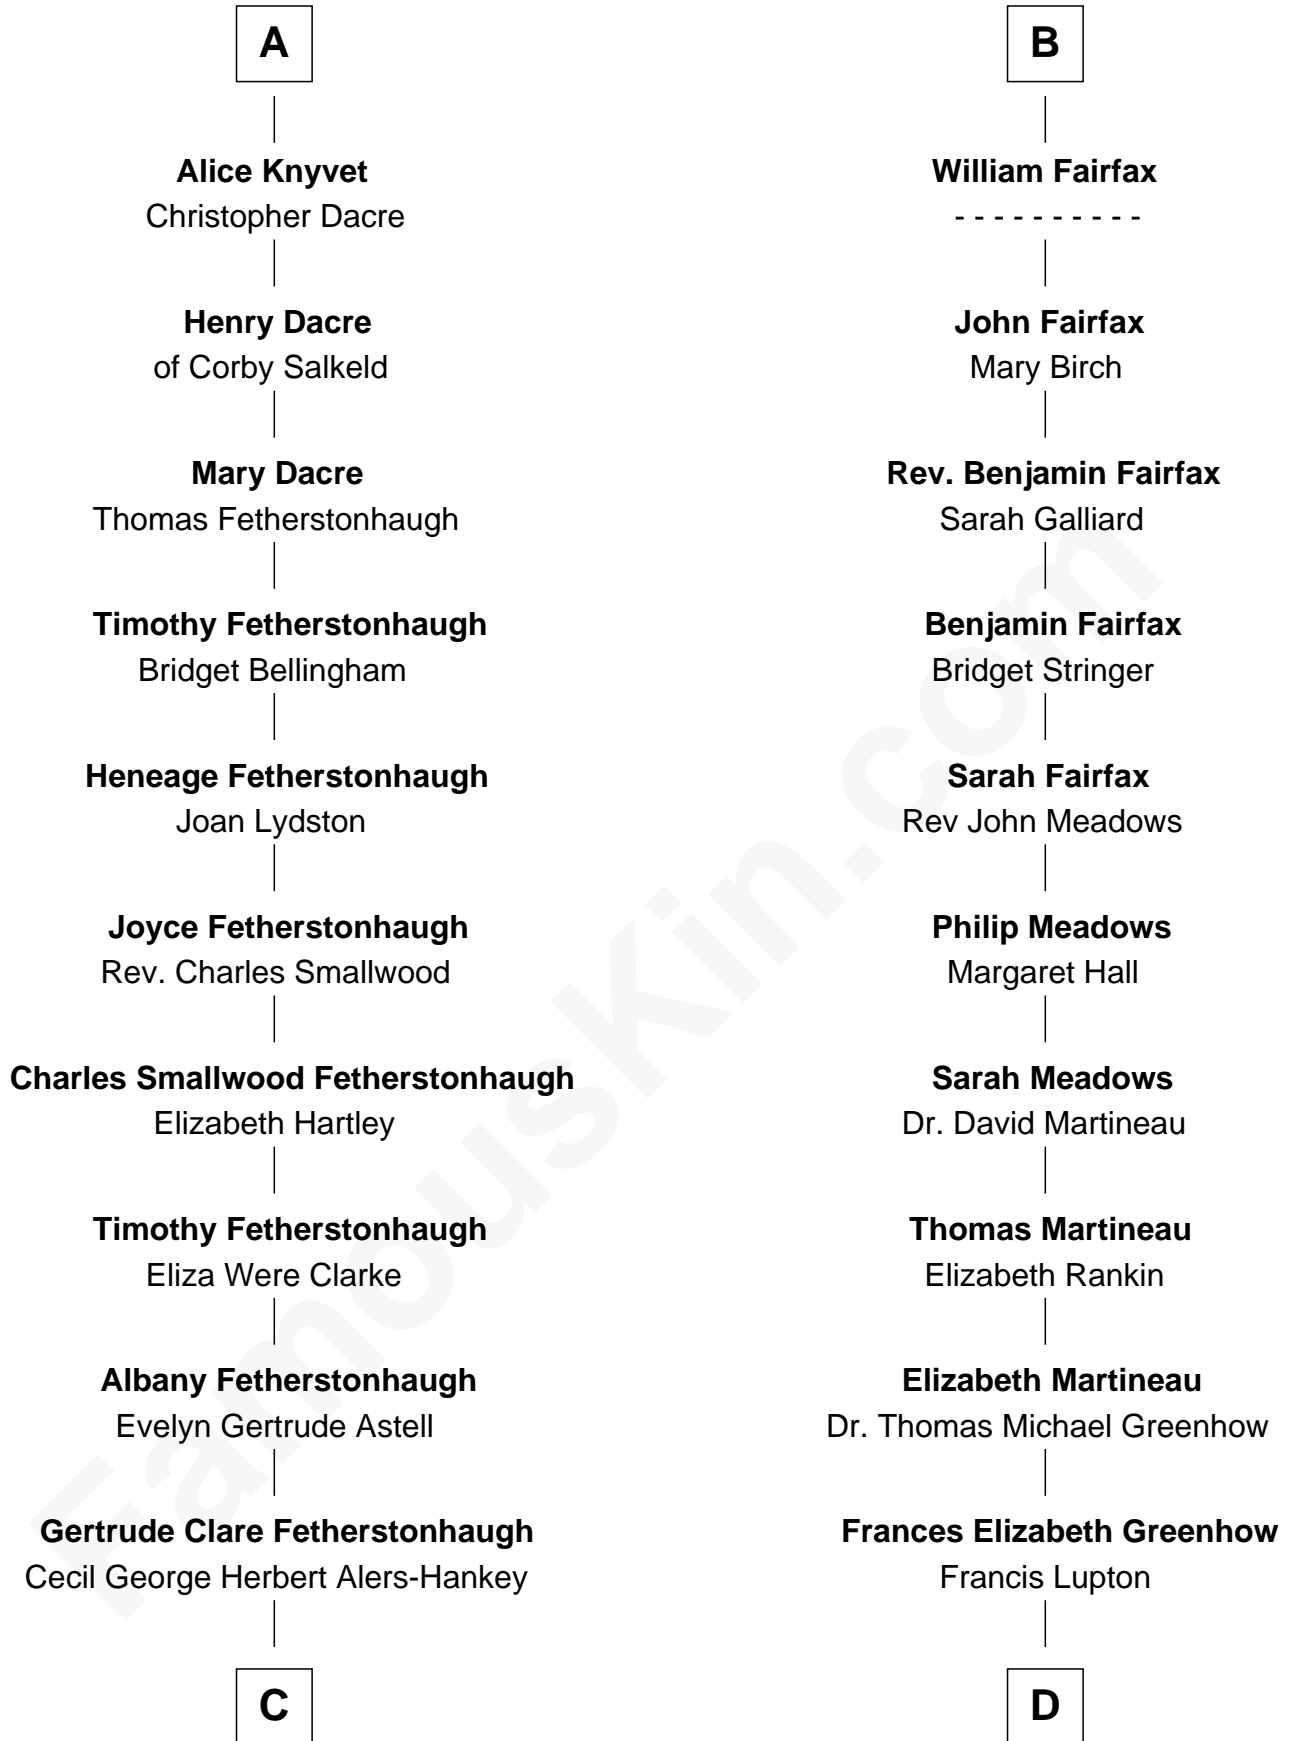 A
Alice Knyvet
Christopher Dacre
Henry Dacre
of Corby Salkeld
Mary Dacre
Thomas Fetherstonhaugh
Timothy Fetherstonhaugh
Bridget Bellingham
Heneage Fetherstonhaugh
Joan Lydston
Joyce Fetherstonhaugh
Rev. Charles Smallwood
Charles Smallwood Fetherstonhaugh
Elizabeth Hartley
Timothy Fetherstonhaugh
Eliza Were Clarke
Albany Fetherstonhaugh
Evelyn Gertrude Astell
Gertrude Clare Fetherstonhaugh
Cecil George Herbert Alers-Hankey
C
B
William Fairfax
- - - - - - - - - -
John Fairfax
Mary Birch
Rev. Benjamin Fairfax
Sarah Galliard
Benjamin Fairfax
Bridget Stringer
Sarah Fairfax
Rev John Meadows
Philip Meadows
Margaret Hall
Sarah Meadows
Dr. David Martineau
Thomas Martineau
Elizabeth Rankin
Elizabeth Martineau
Dr. Thomas Michael Greenhow
Frances Elizabeth Greenhow
Francis Lupton
D
FamousKin.com